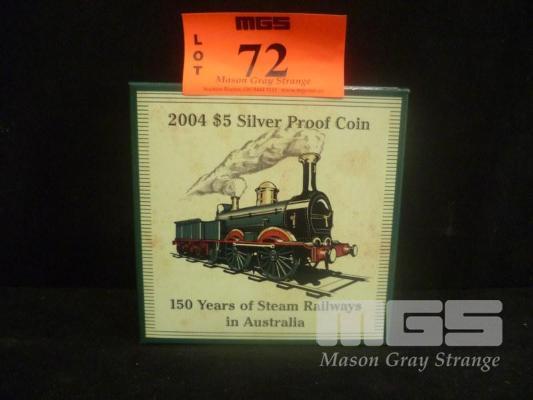 MGS
LOT
72
Mason Gray Strange
2004 $5 Silver Proof Coin
150 Years of Steam Railways
in Australia
MGS
Mason Gray Strange